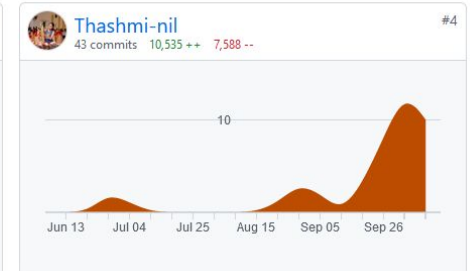 Thashmi-nil
#4
43 commits 10,535 ++ 7,588 --
10
Jun 13 Jul 04 Jul 25 Aug 15 Sep 05 Sep 26